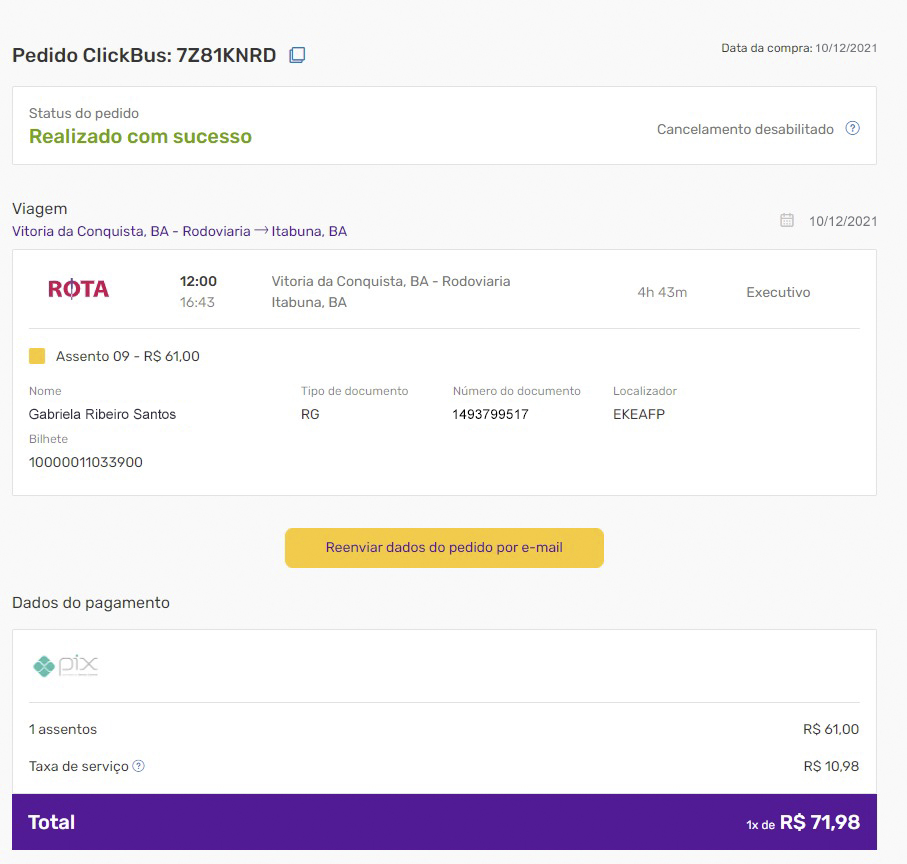 Pedido ClickBus: 7Z81KNRD
Data da compra: 10/12/2021
Status do pedido
Realizado com sucesso
Cancelamento desabilitado ?
Viagem
Vitoria da Conquista, BA - Rodoviaria → Itabuna, BA
10/12/2021
ROTA
12:00
Vitoria da Conquista, BA - Rodoviaria
16:43
Itabuna, BA
4h 43m
Executivo
Assento 09 - R$ 61,00
Nome
Tipo de documento
Número do documento
Localizador
Gabriela Ribeiro Santos
RG
1493799517
EKEAFP
Bilhete
10000011033900
Reenviar dados do pedido por e-mail
Dados do pagamento
pix
1 assentos
R$ 61,00
Taxa de serviço ?
R$ 10,98
Total
1x de R$ 71,98